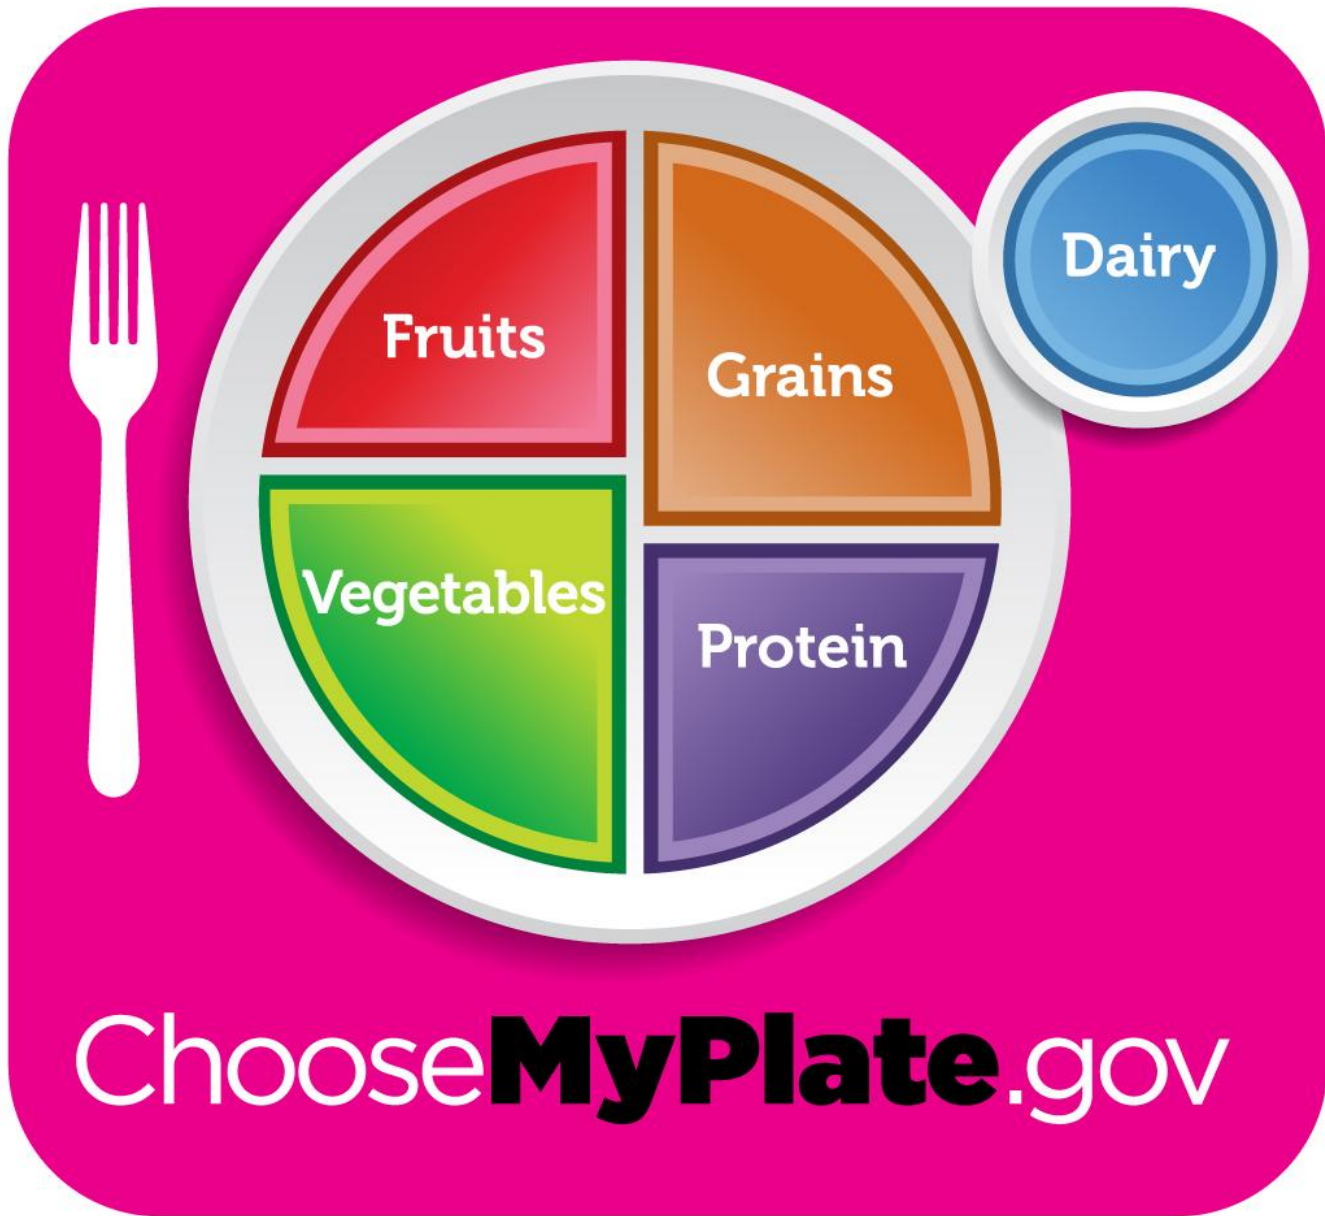 Dairy
Fruits
Grains
Vegetables
Protein
ChooseMyPlate.gov